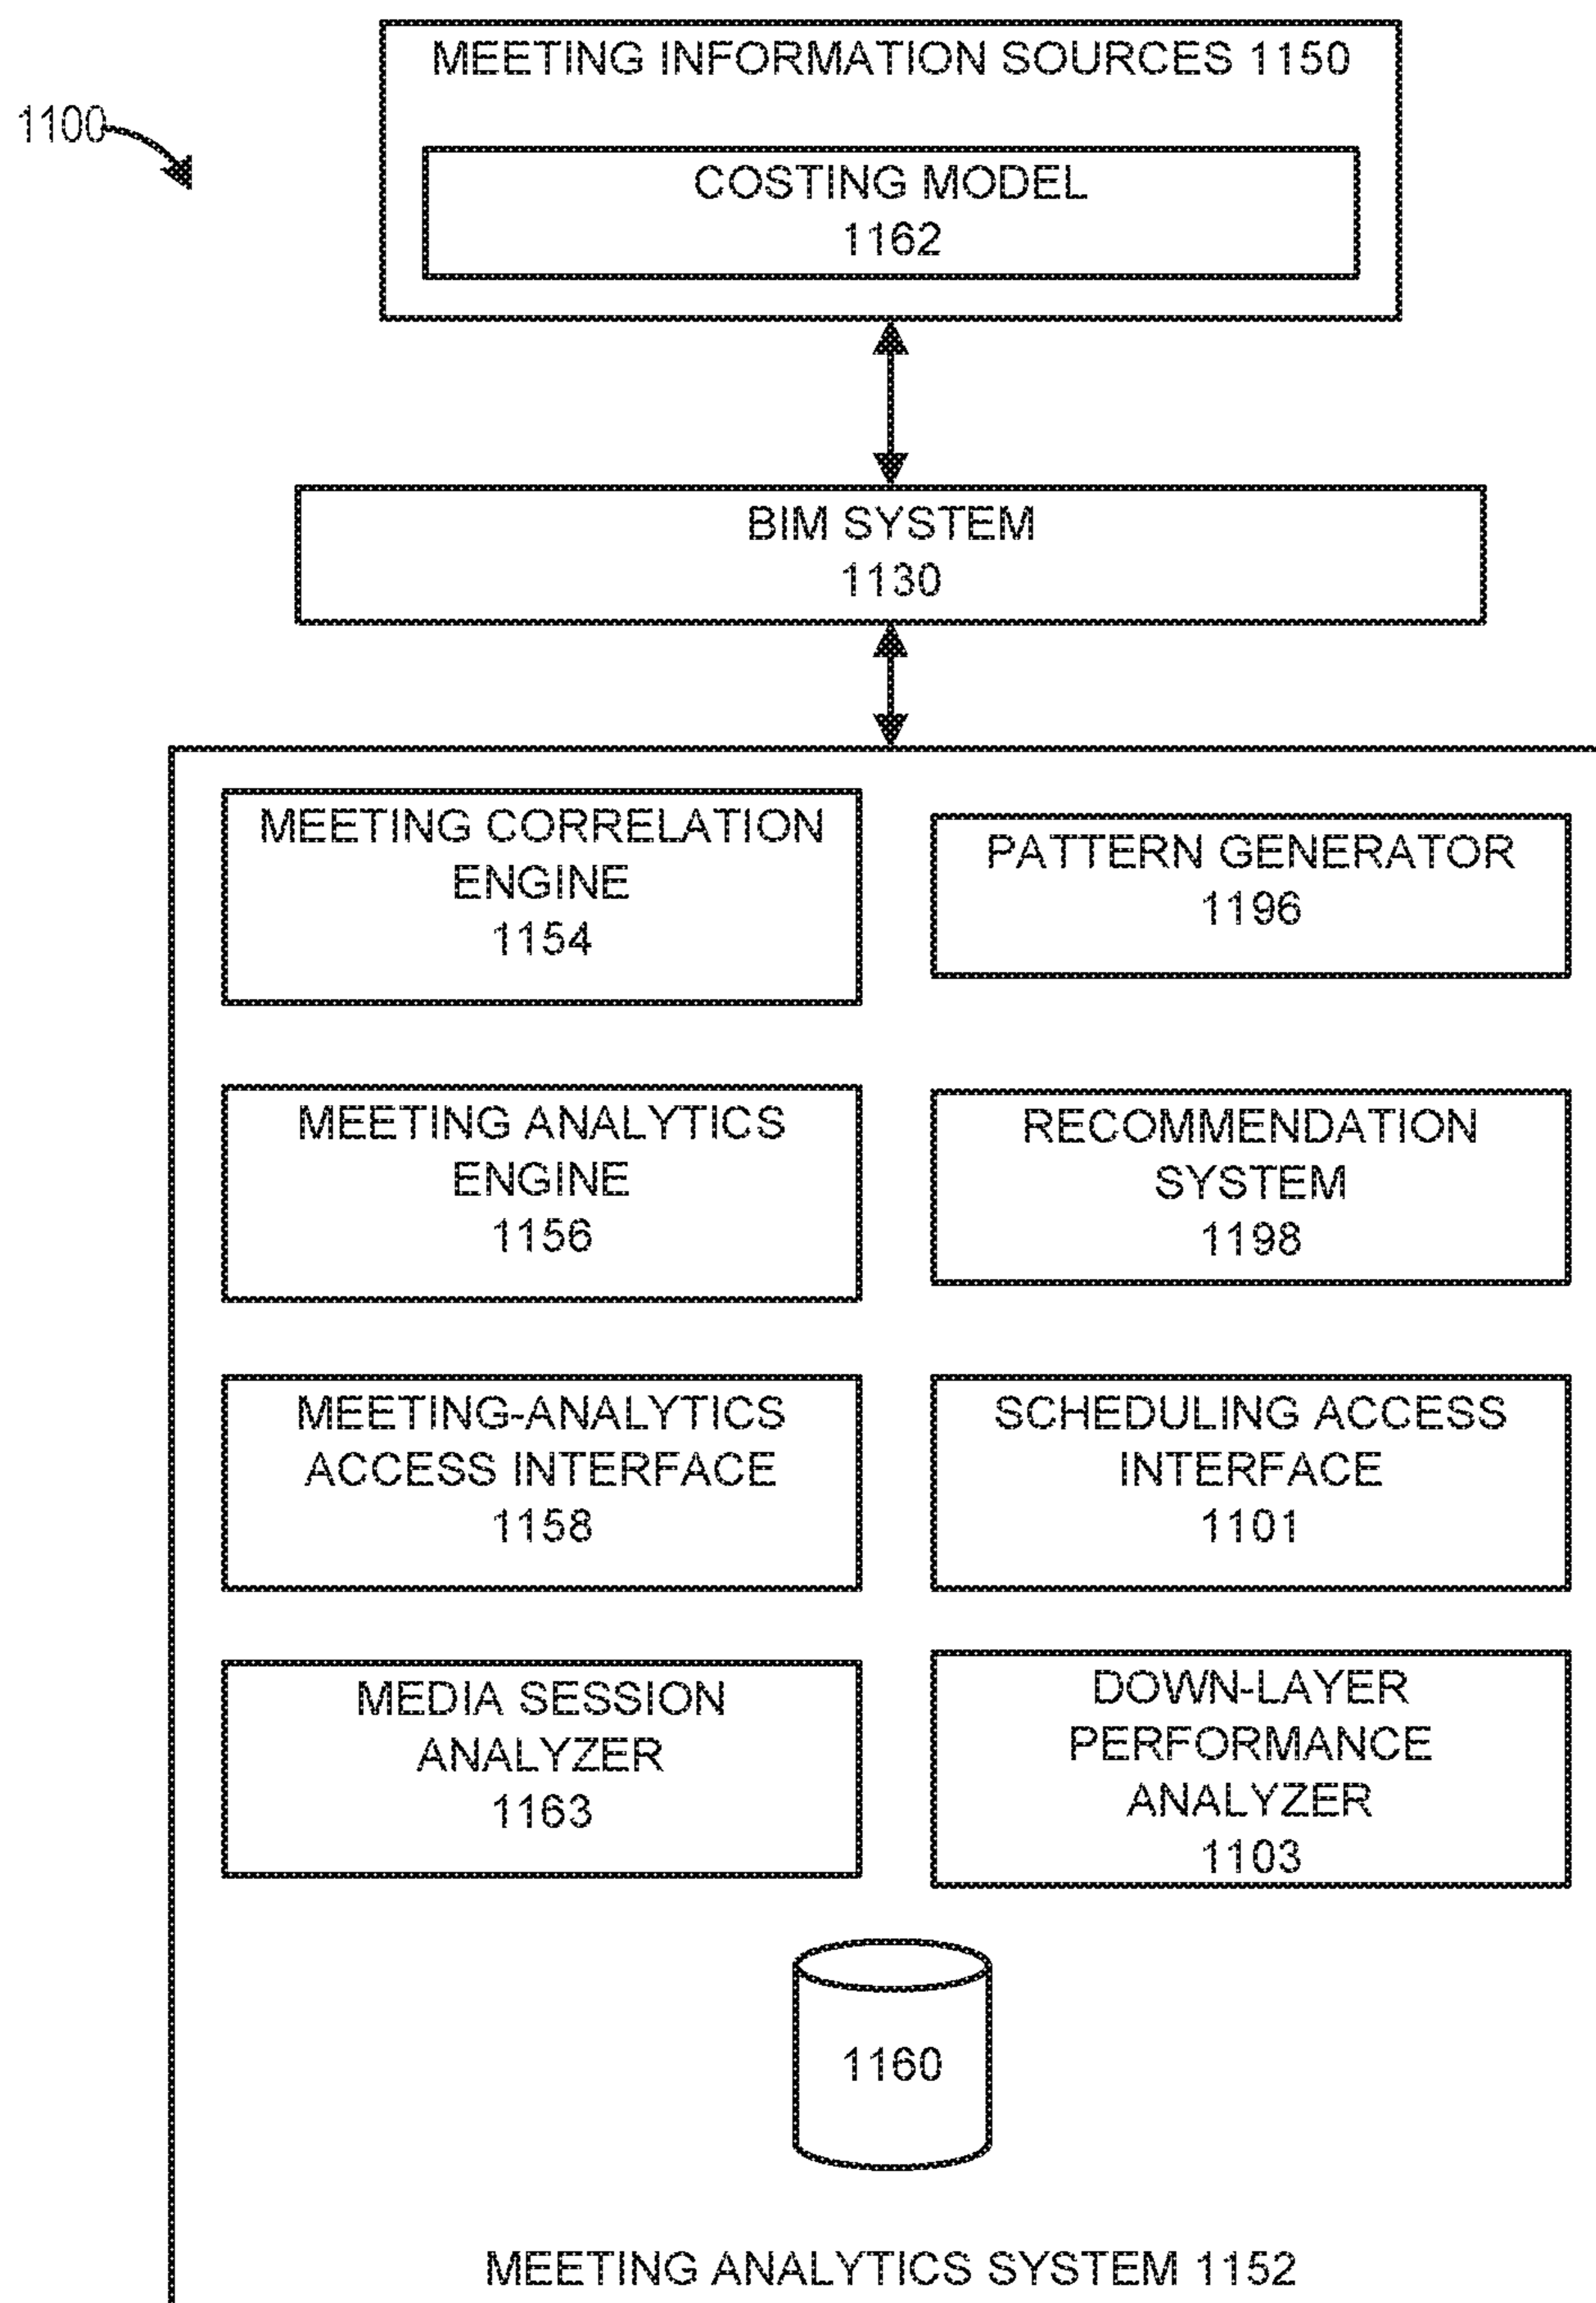 MEETING INFORMATION SOURCES 1150
1100
COSTING MODEL
1162
BIM SYSTEM
1130
MEETING CORRELATION
ENGINE
1154
PATTERN GENERATOR
1196
MEETING ANALYTICS
ENGINE
1156
RECOMMENDATION
SYSTEM
1198
MEETING-ANALYTICS
ACCESS INTERFACE
1158
SCHEDULING ACCESS
INTERFACE
1101
MEDIA SESSION
ANALYZER
1163
DOWN-LAYER
PERFORMANCE
ANALYZER
1103
1160
MEETING ANALYTICS SYSTEM 1152